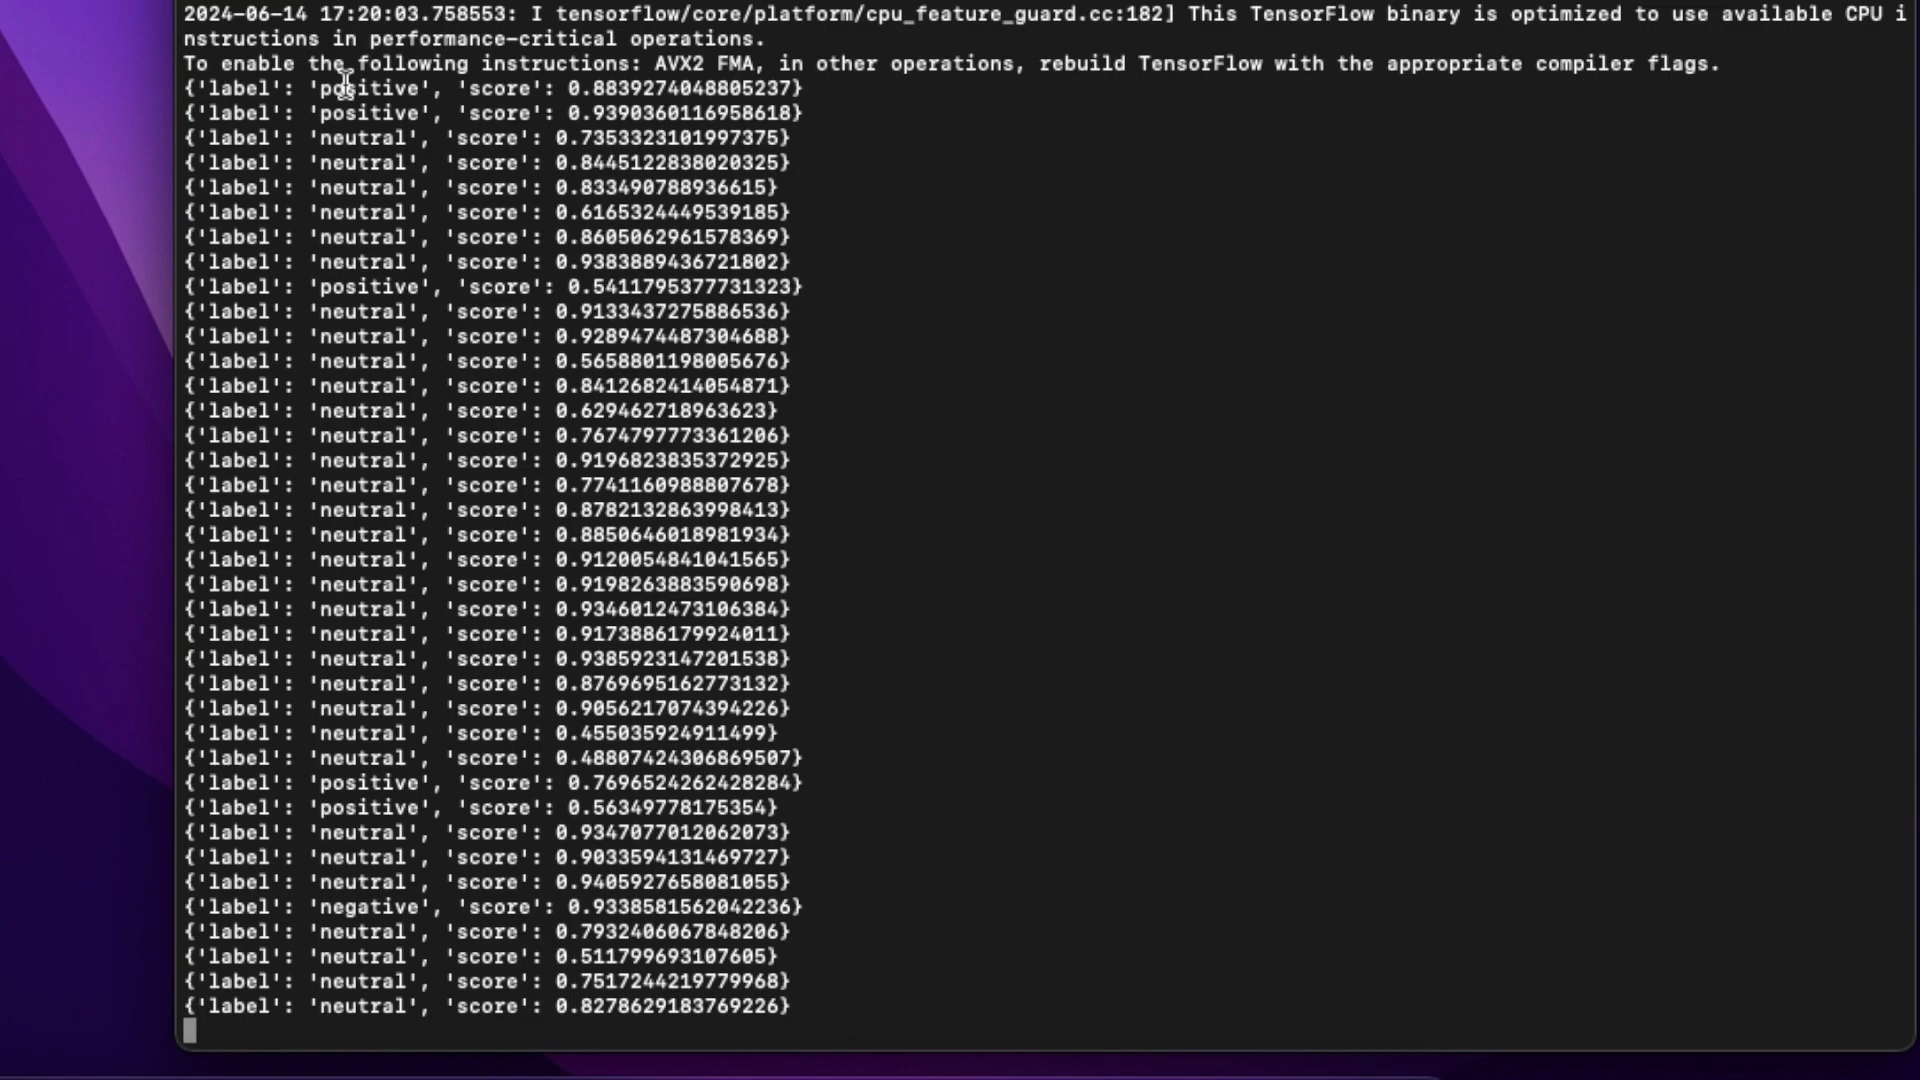 2024-06-14 17:20:03.758553: I tensorflow/core/platform/cpu_feature_guard.cc:182] This TensorFlow binary is optimized to use available CPU i
nstructions in performance-critical operations.
To enable the following instructions: AVX2 FMA, in other operations, rebuild TensorFlow with the appropriate compiler flags.
{'label': 'positive', 'score': 0.8839274048805237}
{'label': 'positive', 'score': 0.9390360116958618}
{'label': 'neutral', 'score': 0.7353323101997375}
{'label': 'neutral', 'score': 0.8445122838020325}
{'label': 'neutral', 'score': 0.833490788936615}
{'label': 'neutral', 'score': 0.6165324449539185}
{'label': 'neutral', 'score': 0.8605062961578369}
{'label': 'neutral', 'score': 0.9383889436721802}
{'label': 'positive', 'score': 0.5411795377731323}
{'label': 'neutral', 'score': 0.9133437275886536}
{'label': 'neutral', 'score': 0.9289474487304688}
{'label': 'neutral', 'score': 0.5658801198005676}
{'label': 'neutral', 'score': 0.8412682414054871}
{'label': 'neutral', 'score': 0.629462718963623}
{'label': 'neutral', 'score': 0.7674797773361206}
{'label': 'neutral', 'score': 0.9196823835372925}
{'label': 'neutral', 'score': 0.7741160988807678}
{'label': 'neutral', 'score': 0.8782132863998413}
{'label': 'neutral', 'score': 0.8850646018981934}
{'label': 'neutral', 'score': 0.9120054841041565}
{'label': 'neutral', 'score': 0.9198263883590698}
{'label': 'neutral', 'score': 0.9346012473106384}
{'label': 'neutral', 'score': 0.9173886179924011}
{'label': 'neutral', 'score': 0.9385923147201538}
{'label': 'neutral', 'score': 0.8769695162773132}
{'label': 'neutral', 'score': 0.9056217074394226}
{'label': 'neutral', 'score': 0.455035924911499}
{'label': 'neutral', 'score': 0.48807424306869507}
{'label': 'positive', 'score': 0.7696524262428284}
{'label': 'positive', 'score': 0.56349778175354}
{'label': 'neutral', 'score': 0.9347077012062073}
{'label': 'neutral', 'score': 0.9033594131469727}
{'label': 'neutral', 'score': 0.9405927658081055}
{'label': 'negative', 'score': 0.9338581562042236}
{'label': 'neutral', 'score': 0.7932406067848206}
{'label': 'neutral', 'score': 0.511799693107605}
{'label': 'neutral', 'score': 0.7517244219779968}
{'label': 'neutral', 'score': 0.8278629183769226}